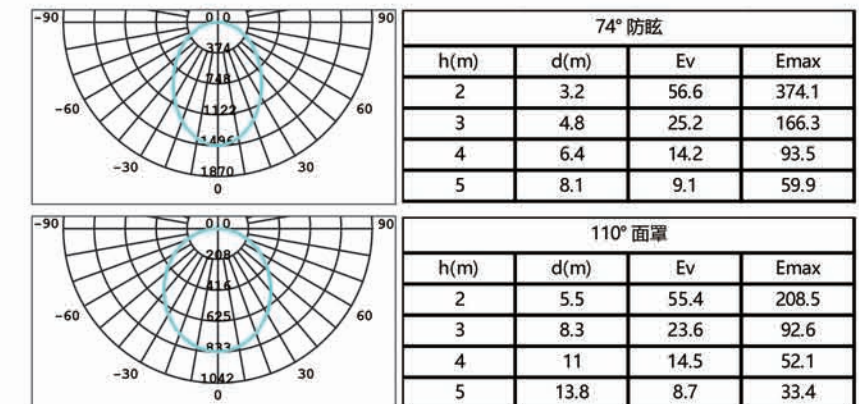 -90 0 0 90
374
748
1122
-60 60
1496
-30 1870 30
0
74° 防眩
h(m) d(m) Ev Emax
2 3.2 56.6 374.1
3 4.8 25.2 166.3
4 6.4 14.2 93.5
5 8.1 9.1 59.9
-90 0 0 90
208
416
-60 625 60
833
-30 1042 30
0
110° 面罩
h(m) d(m) Ev Emax
2 5.5 55.4 208.5
3 8.3 23.6 92.6
4 11 14.5 52.1
5 13.8 8.7 33.4